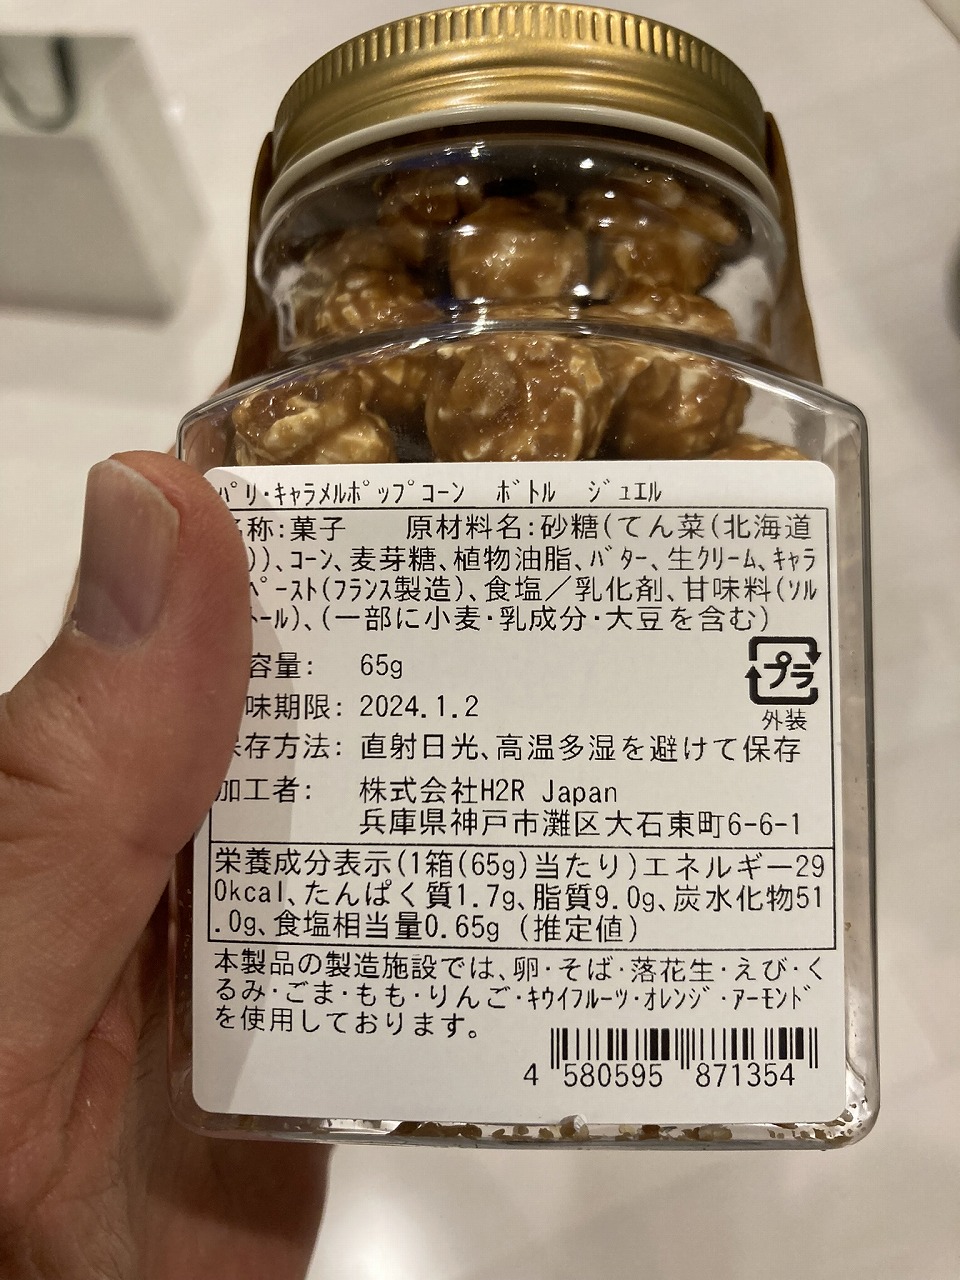 パリ･キャラメルポップコーン ボトル ジュエル
称:菓子 原材料名:砂糖(てん菜(北海道
))、コーン、麦芽糖、植物油脂、バター、生クリーム、キャラ
ペースト(フランス製造)、食塩／乳化剤、甘味料(ソル
トール)、(一部に小麦･乳成分･大豆を含む)
容量: 65g
味期限: 2024.1.2
保存方法: 直射日光、高温多湿を避けて保存
加工者: 株式会社H2R Japan
兵庫県神戸市灘区大石東町6-6-1
プラ
外装
栄養成分表示(1箱(65g)当たり)エネルギー29
0kcal、たんぱく質1.7g、脂質9.0g、炭水化物51
.0g、食塩相当量0.65g (推定値)
本製品の製造施設では、卵･そば･落花生･えび･く
るみ･ごま･もも･りんご･キウイフルーツ･オレンジ･アーモンド
を使用しております。
4 580595 871354